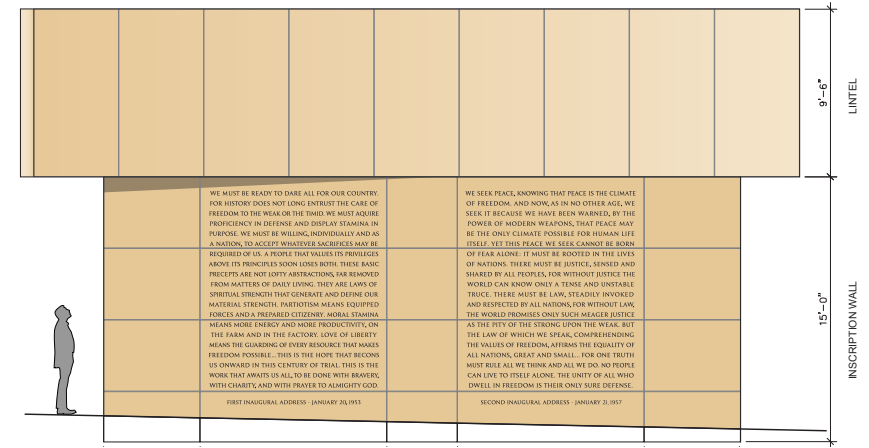 WE MUST BE READY TO DARE ALL FOR OUR COUNTRY.
FOR HISTORY DOES NOT LONG ENTRUST THE CARE OF
FREEDOM TO THE WEAK OR THE TIMID. WE MUST AQUIRE
PROFICIENCY IN DEFENSE AND DISPLAY STAMINA IN
PURPOSE. WE MUST BE WILLING, INDIVIDUALLY AND AS
A NATION, TO ACCEPT WHATEVER SACRIFICES MAY BE
REQUIRED OF US. A PEOPLE THAT VALUES ITS PRIVILEGES
ABOVE ITS PRINCIPLES SOON LOSES BOTH. THESE BASIC
PRECEPTS ARE NOT LOFTY ABSTRACTIONS, FAR REMOVED
FROM MATTERS OF DAILY LIVING. THEY ARE LAWS OF
SPIRITUAL STRENGTH THAT GENERATE AND DEFINE OUR
MATERIAL STRENGTH. PARTIOTISM MEANS EQUIPPED
FORCES AND A PREPARED CITIZENRY. MORAL STAMINA
MEANS MORE ENERGY AND MORE PRODUCTIVITY, ON
THE FARM AND IN THE FACTORY. LOVE OF LIBERTY
MEANS THE GUARDING OF EVERY RESOURCE THAT MAKES
FREEDOM POSSIBLE... THIS IS THE HOPE THAT BECONS
US ONWARD IN THIS CENTURY OF TRIAL. THIS IS THE
WORK THAT AWAITS US ALL, TO BE DONE WITH BRAVERY,
WITH CHARITY, AND WITH PRAYER TO ALMIGHTY GOD.
FIRST INAUGURAL ADDRESS · JANUARY 20, 1953
WE SEEK PEACE, KNOWING THAT PEACE IS THE CLIMATE
OF FREEDOM. AND NOW, AS IN NO OTHER AGE, WE
SEEK IT BECAUSE WE HAVE BEEN WARNED, BY THE
POWER OF MODERN WEAPONS, THAT PEACE MAY
BE THE ONLY CLIMATE POSSIBLE FOR HUMAN LIFE
ITSELF. YET THIS PEACE WE SEEK CANNOT BE BORN
OF FEAR ALONE: IT MUST BE ROOTED IN THE LIVES
OF NATIONS. THERE MUST BE JUSTICE, SENSED AND
SHARED BY ALL PEOPLES, FOR WITHOUT JUSTICE THE
WORLD CAN KNOW ONLY A TENSE AND UNSTABLE
TRUCE. THERE MUST BE LAW, STEADILY INVOKED
AND RESPECTED BY ALL NATIONS, FOR WITHOUT LAW,
THE WORLD PROMISES ONLY SUCH MEAGER JUSTICE
AS THE PITY OF THE STRONG UPON THE WEAK. BUT
THE LAW OF WHICH WE SPEAK, COMPREHENDING
THE VALUES OF FREEDOM, AFFIRMS THE EQUALITY OF
ALL NATIONS, GREAT AND SMALL... FOR ONE TRUTH
MUST RULE ALL WE THINK AND ALL WE DO. NO PEOPLE
CAN LIVE TO ITSELF ALONE. THE UNITY OF ALL WHO
DWELL IN FREEDOM IS THEIR ONLY SURE DEFENSE.
SECOND INAUGURAL ADDRESS · JANUARY 21, 1957
9'-6"
LINTEL
15'-0"
INSCRIPTION WALL